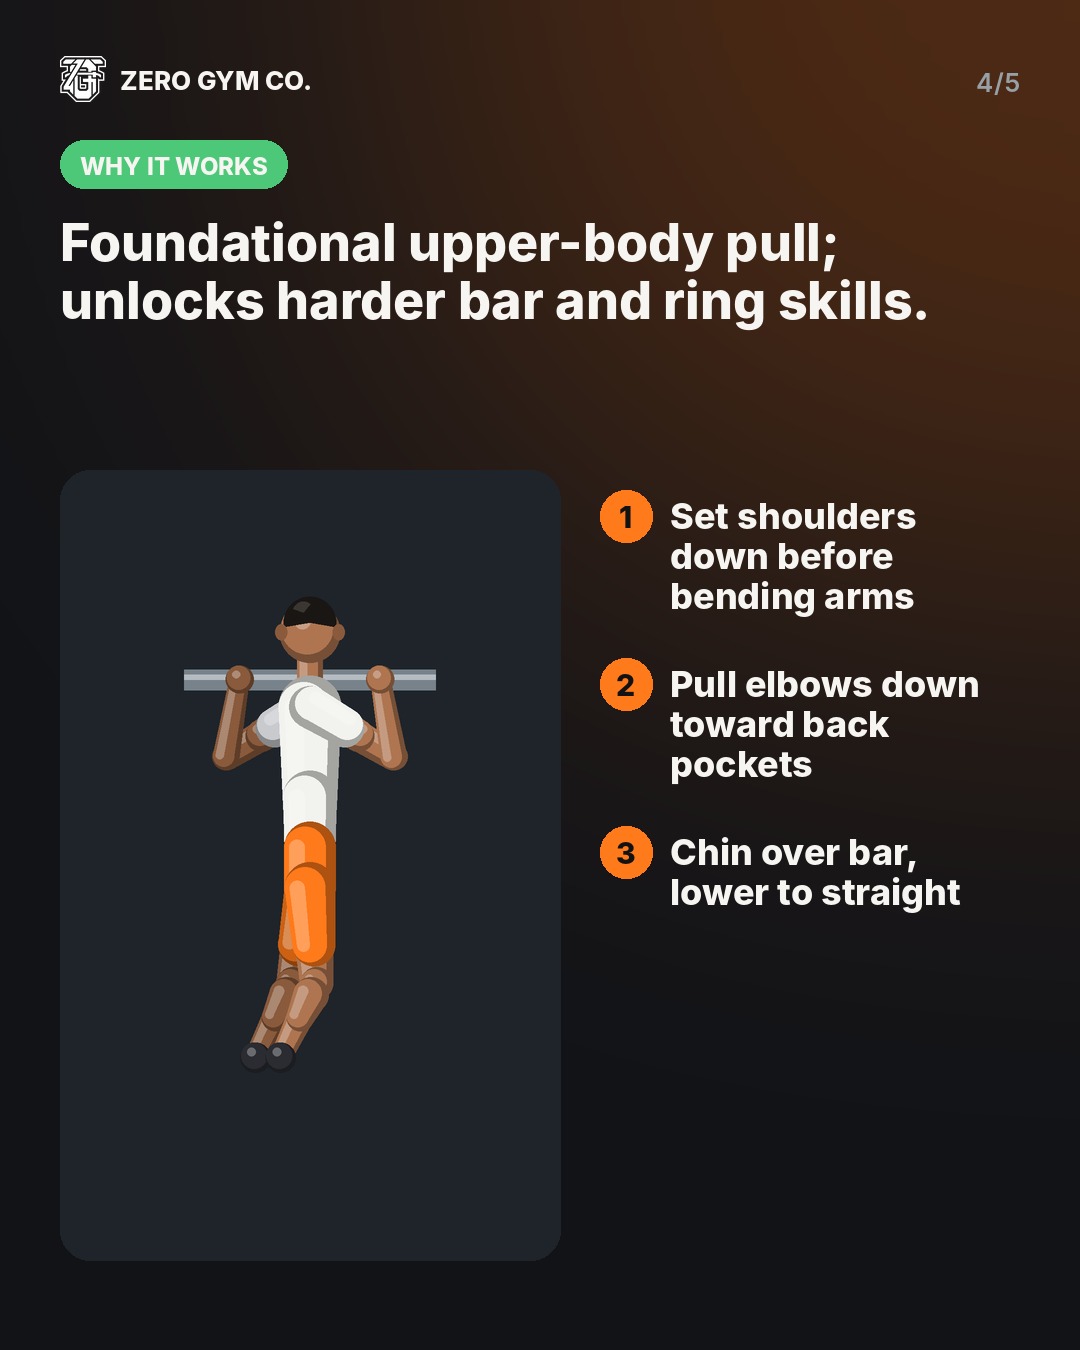 ZERO GYM CO.
4/5
WHY IT WORKS
Foundational upper-body pull;
unlocks harder bar and ring skills.
1 Set shoulders
down before
bending arms
2 Pull elbows down
toward back
pockets
3 Chin over bar,
lower to straight